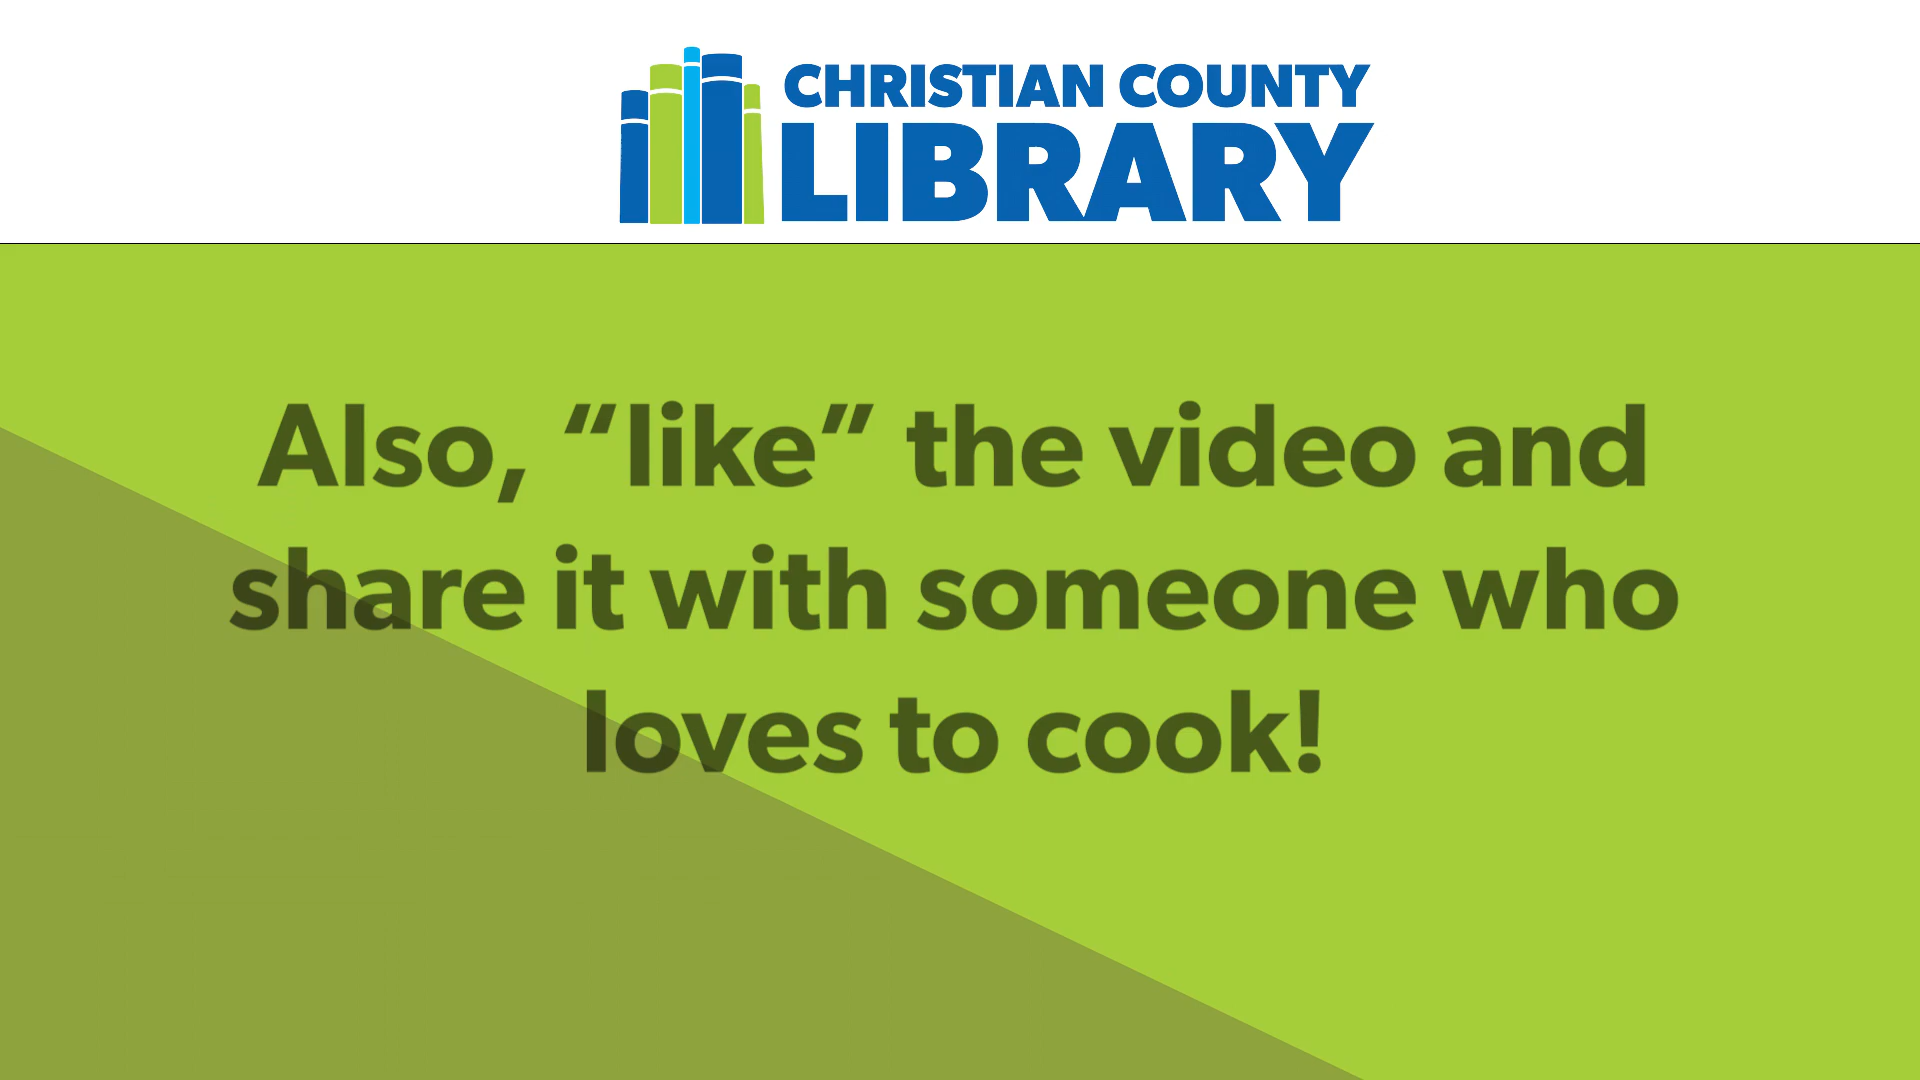 CHRISTIAN COUNTY
LIBRARY
Also, “like” the video and
share it with someone who
loves to cook!